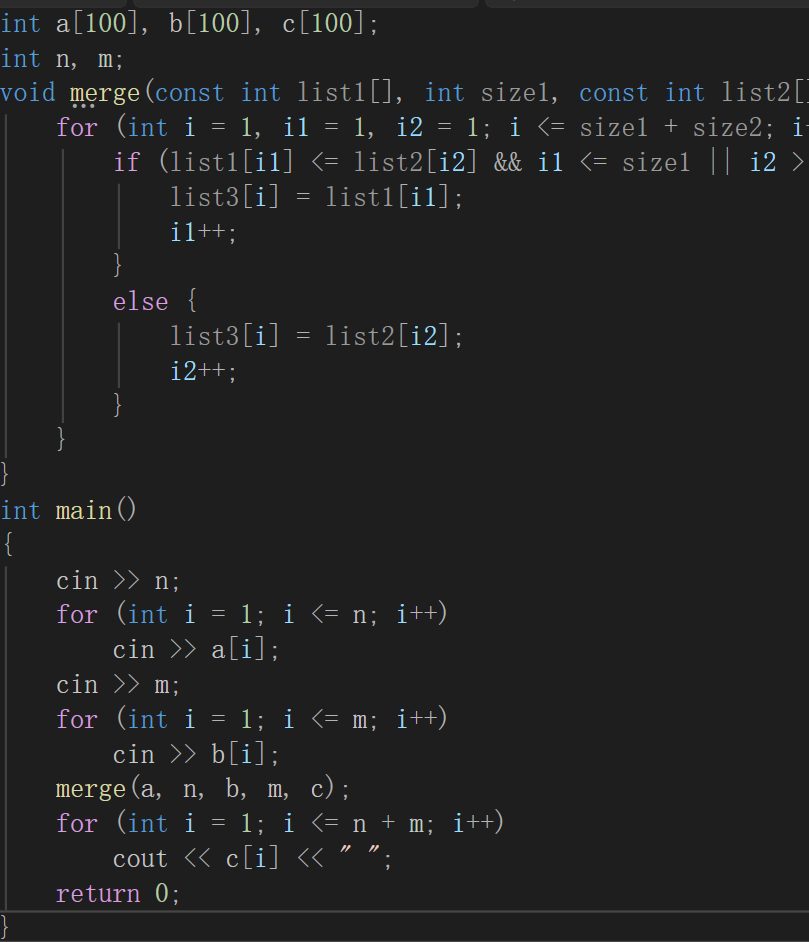 int a[100], b[100], c[100];
int n, m;
void merge(const int list1[], int size1, const int list2[]
    for (int i = 1, i1 = 1, i2 = 1; i <= size1 + size2; i
        if (list1[i1] <= list2[i2] && i1 <= size1 || i2 >
            list3[i] = list1[i1];
            i1++;
        }
        else {
            list3[i] = list2[i2];
            i2++;
        }
    }
}
int main()
{
    cin >> n;
    for (int i = 1; i <= n; i++)
        cin >> a[i];
    cin >> m;
    for (int i = 1; i <= m; i++)
        cin >> b[i];
    merge(a, n, b, m, c);
    for (int i = 1; i <= n + m; i++)
        cout << c[i] << " ";
    return 0;
}